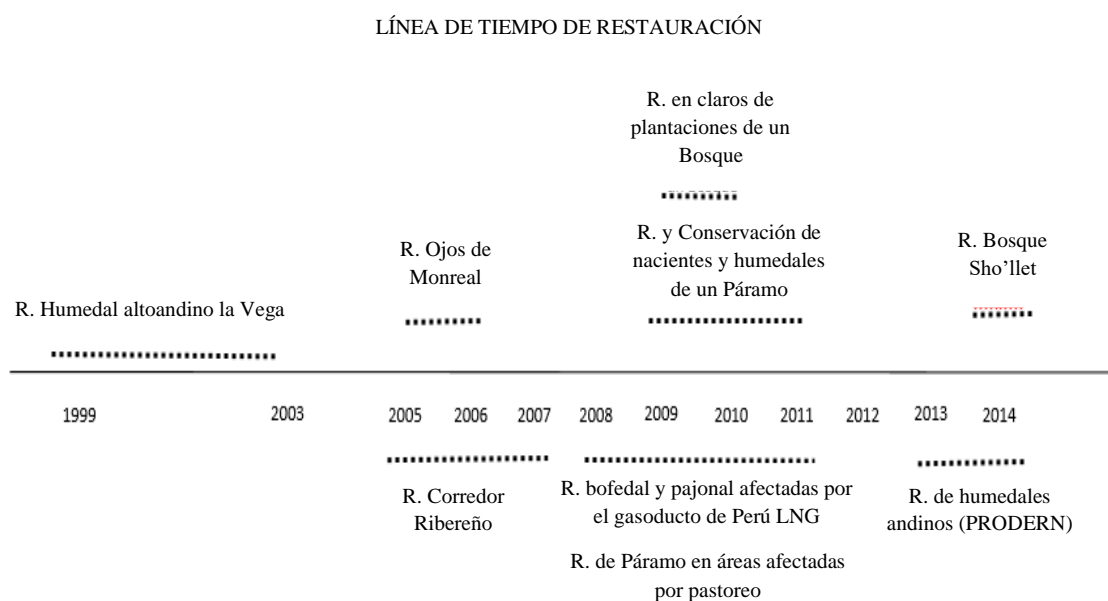 LÍNEA DE TIEMPO DE RESTAURACIÓN
R. en claros de
plantaciones de un
Bosque
R. Ojos de
Monreal
R. y Conservación de
nacientes y humedales
de un Páramo
R. Bosque
Sho'llet
R. Humedal altoandino la Vega
1999 2003 2005 2006 2007 2008 2009 2010 2011 2012 2013 2014
R. Corredor
Ribereño
R. bofedal y pajonal afectadas por
el gasoducto de Perú LNG
R. de humedales
andinos (PRODERN)
R. de Páramo en áreas afectadas
por pastoreo